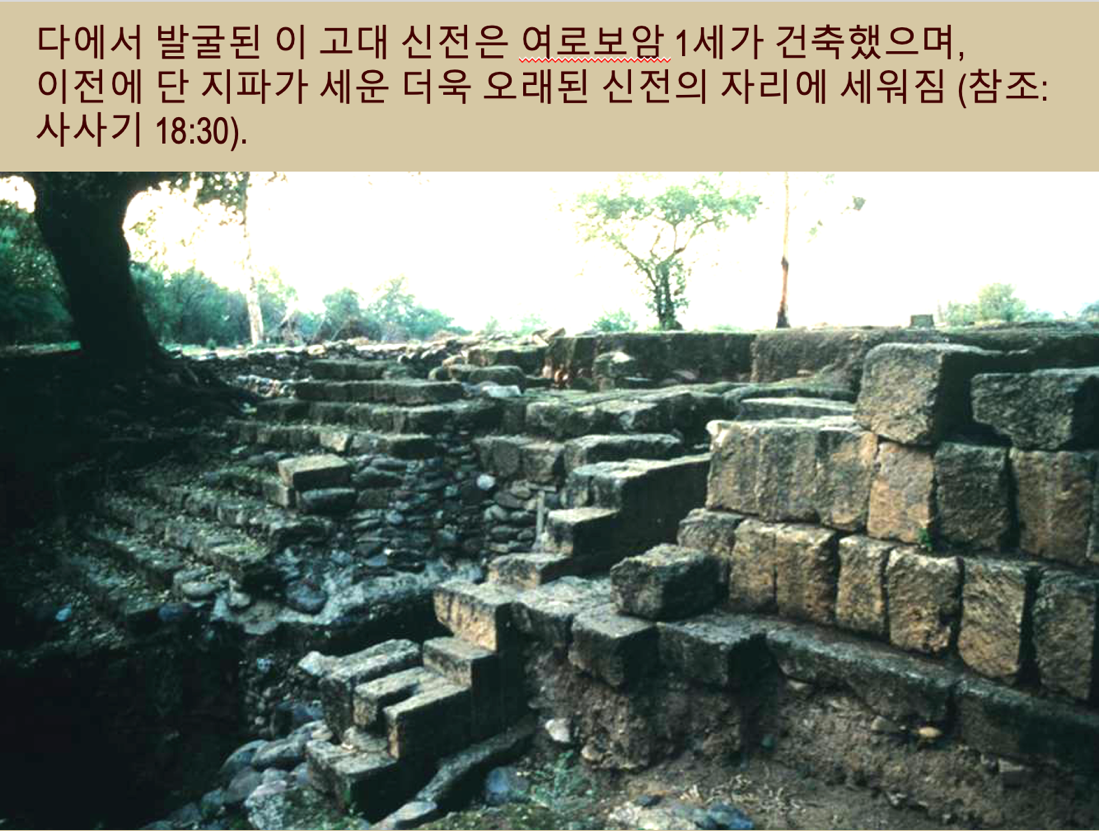 다에서 발굴된 이 고대 신전은 여로보암 1세가 건축했으며,
이전에 단 지파가 세운 더욱 오래된 신전의 자리에 세워짐 (참조:
사사기 18:30).